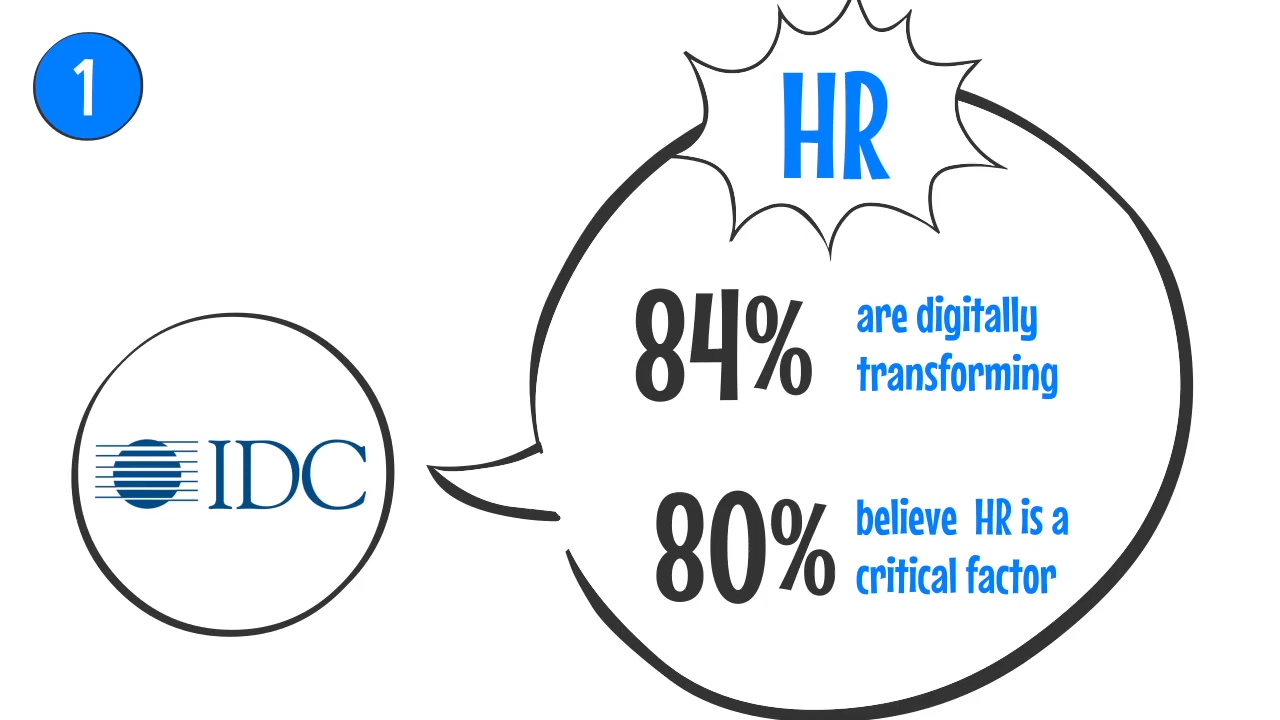 1
HR
84% are digitally
transforming
IDC
80% believe HR is a
critical factor